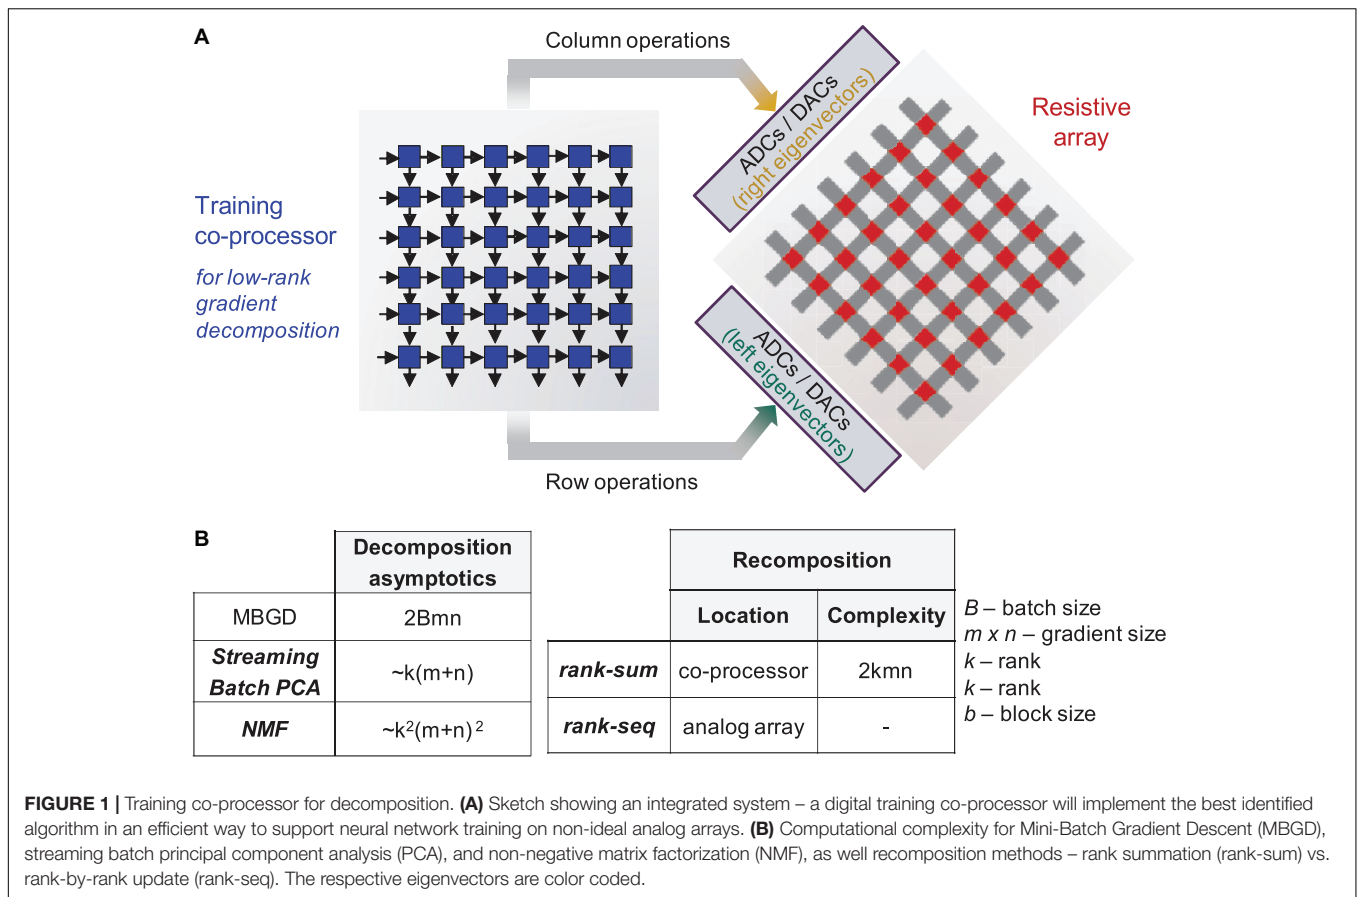 A
Column operations
ADCs / DACs
(right eigenvectors)
Resistive
array
Training
co-processor
for low-rank
gradient
decomposition
ADCs / DACs
(left eigenvectors)
Row operations
B
Decomposition
asymptotics
MBGD 2Bmn
Streaming
Batch PCA ~k(m+n)
NMF ~k²(m+n)²
Recomposition
Location Complexity
rank-sum co-processor 2kmn
rank-seq analog array -
B – batch size
m x n – gradient size
k – rank
k – rank
b – block size
FIGURE 1 | Training co-processor for decomposition. (A) Sketch showing an integrated system – a digital training co-processor will implement the best identified
algorithm in an efficient way to support neural network training on non-ideal analog arrays. (B) Computational complexity for Mini-Batch Gradient Descent (MBGD),
streaming batch principal component analysis (PCA), and non-negative matrix factorization (NMF), as well recomposition methods – rank summation (rank-sum) vs.
rank-by-rank update (rank-seq). The respective eigenvectors are color coded.